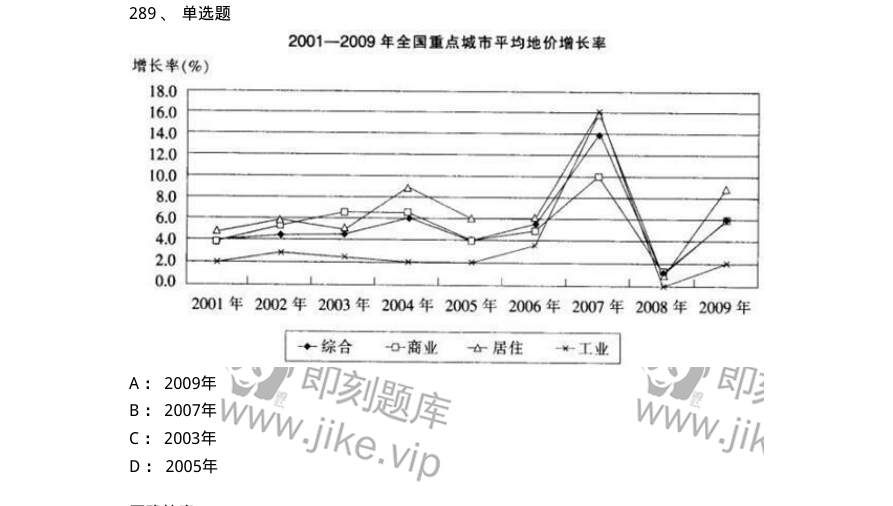 289 、 单选题
2001—2009 年全国重点城市平均地价增长率
增长率(%)
18.0
16.0
14.0
12.0
10.0
8.0
6.0
4.0
2.0
0.0
2001 年 2002 年 2003 年 2004 年 2005 年 2006 年 2007 年 2008 年 2009 年
综合 商业 居住 工业
A： 2009年
B： 2007年
C： 2003年
D： 2005年
即刻题库
www.jike.vip
即刻
www.jik